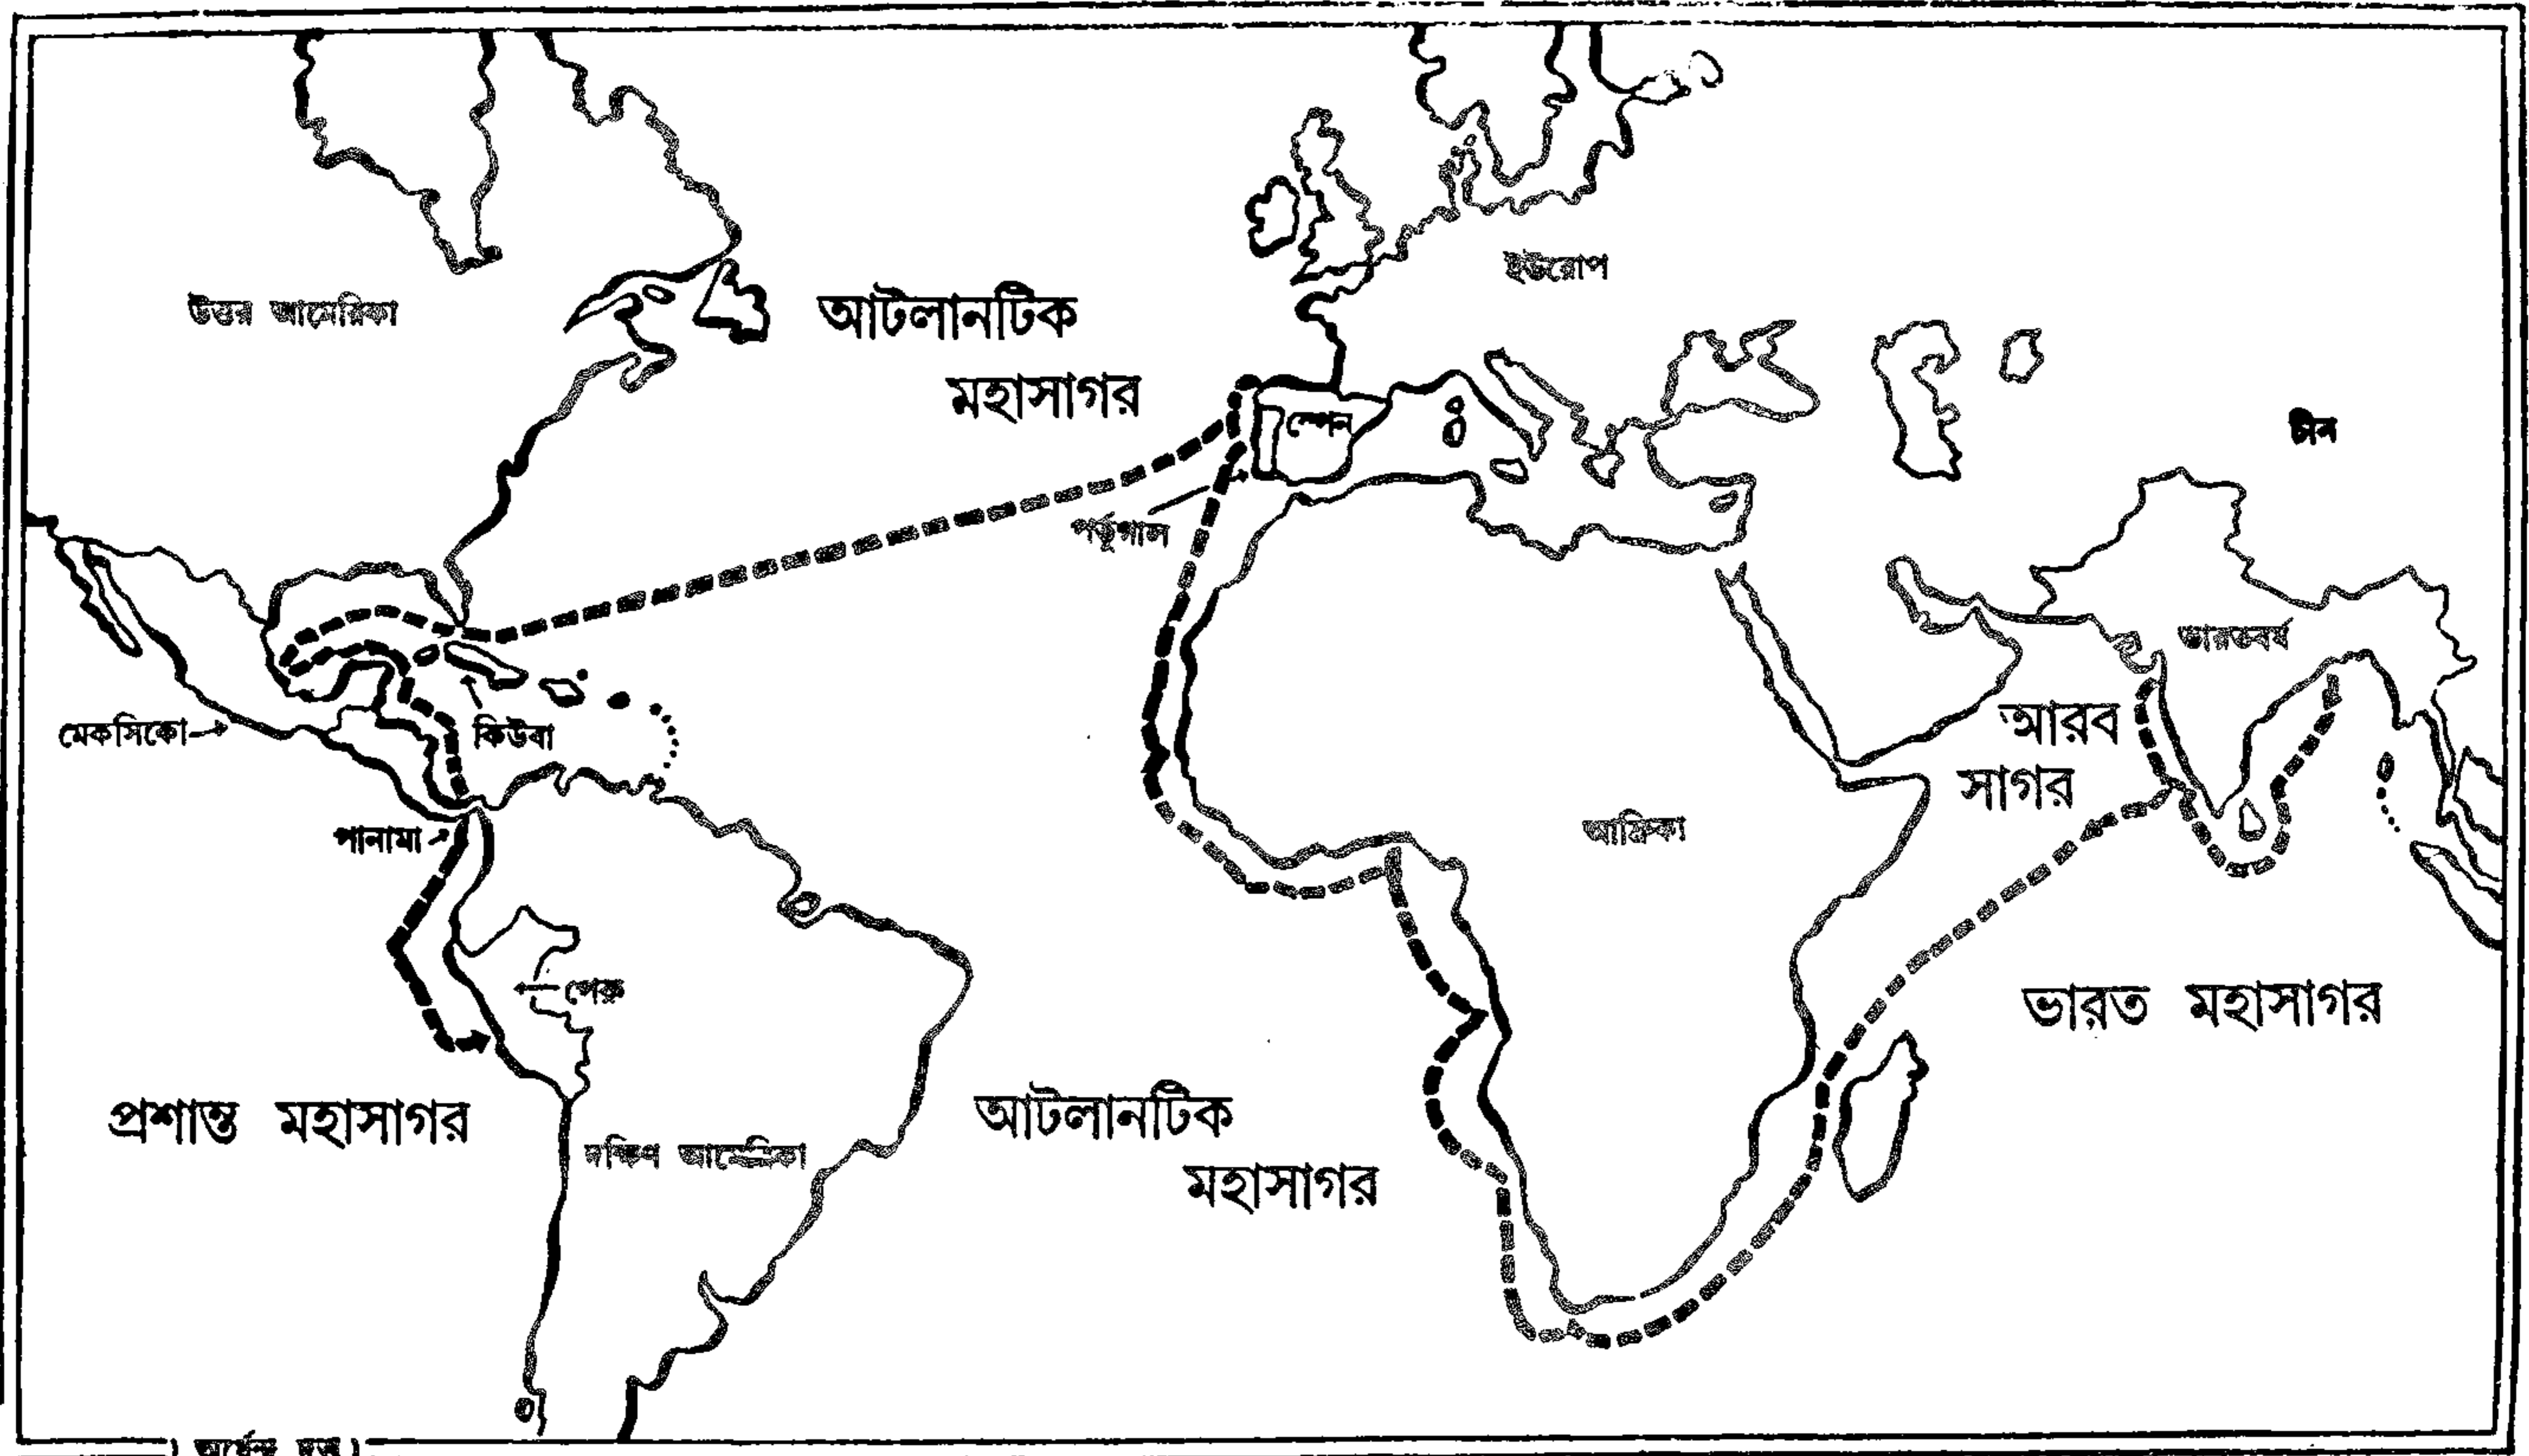 ইউরোপ
উত্তর আমেরিকা
আটলানটিক
মহাসাগর
স্পেন
চীন
পর্তুগাল
ভারতবর্ষ
মেকসিকো
কিউবা
আরব
সাগর
পানামা
আফ্রিকা
পেরু
ভারত মহাসাগর
প্রশান্ত মহাসাগর
আটলানটিক
মহাসাগর
দক্ষিণ আমেরিকা